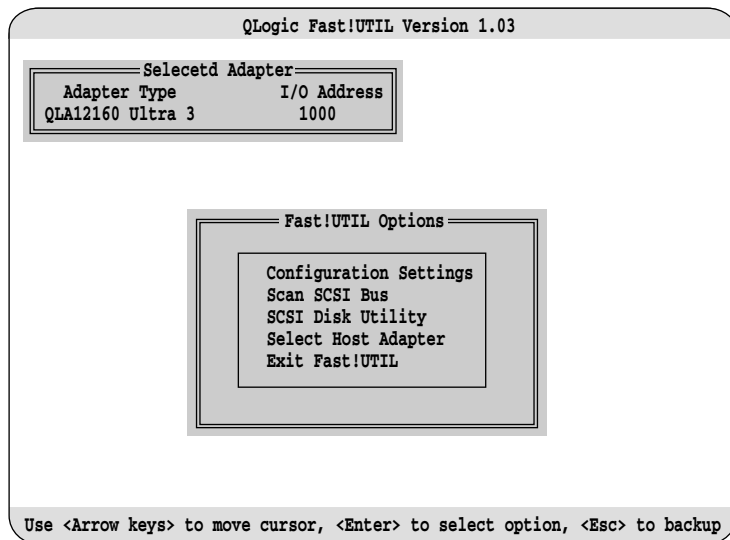 QLogic Fast!UTIL Version 1.03
Selecetd Adapter
Adapter Type I/O Address
QLA12160 Ultra 3 1000
Fast!UTIL Options
Configuration Settings
Scan SCSI Bus
SCSI Disk Utility
Select Host Adapter
Exit Fast!UTIL
Use <Arrow keys> to move cursor, <Enter> to select option, <Esc> to backup